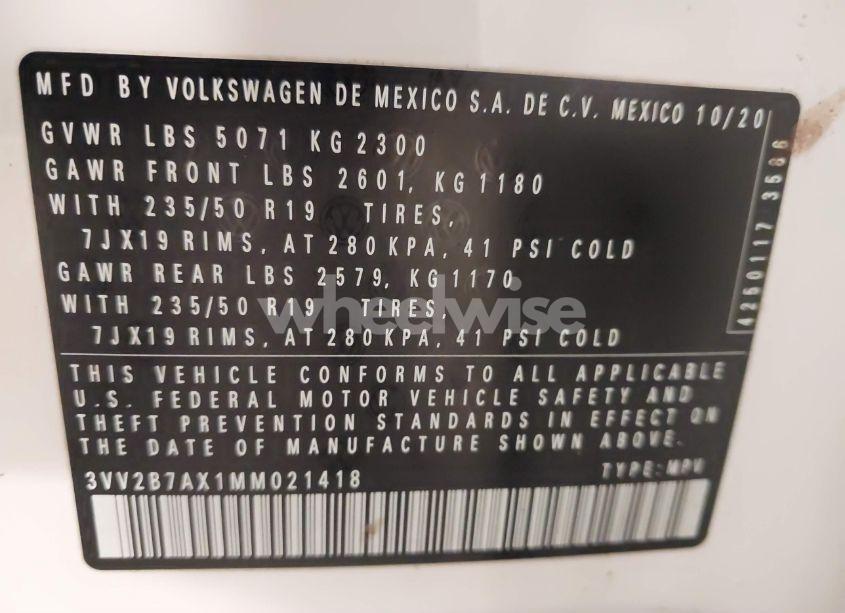 MFD BY VOLKSWAGEN DE MEXICO S.A. DE C.V. MEXICO 10/20
GVWR LBS 5071 KG 2300
GAWR FRONT LBS 2601, KG 1180
WITH 235/50 R19 TIRES,
7JX19 RIMS, AT 280 KPA, 41 PSI COLD
GAWR REAR LBS 2579, KG 1170
WITH 235/50 R19 TIRES,
7JX19 RIMS, AT 280 KPA, 41 PSI COLD
4260117 3586
wheelwise
THIS VEHICLE CONFORMS TO ALL APPLICABLE
U.S. FEDERAL MOTOR VEHICLE SAFETY AND
THEFT PREVENTION STANDARDS IN EFFECT ON
THE DATE OF MANUFACTURE SHOWN ABOVE.
3VV2B7AX1MM021418
TYPE:MPV